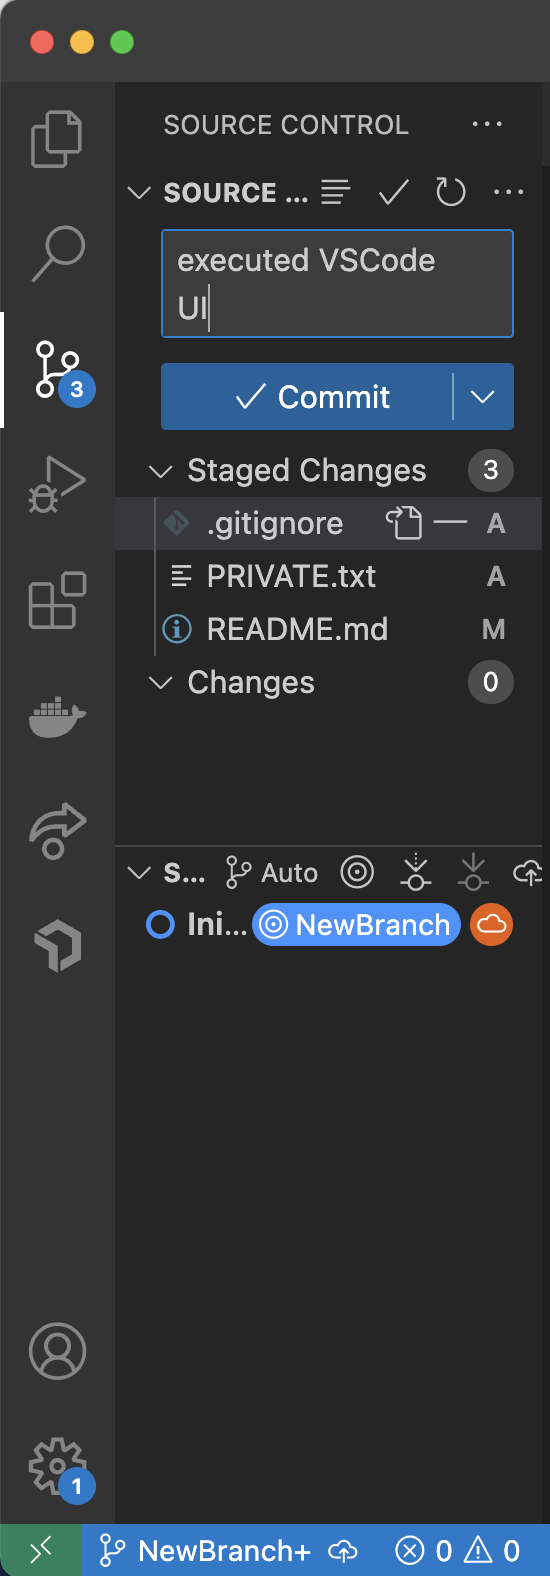 SOURCE CONTROL ...
SOURCE ...
executed VSCode
UI
Commit
Staged Changes 3
.gitignore A
PRIVATE.txt A
README.md M
Changes 0
3
S... Auto
Ini... NewBranch
1
NewBranch+ 0 0